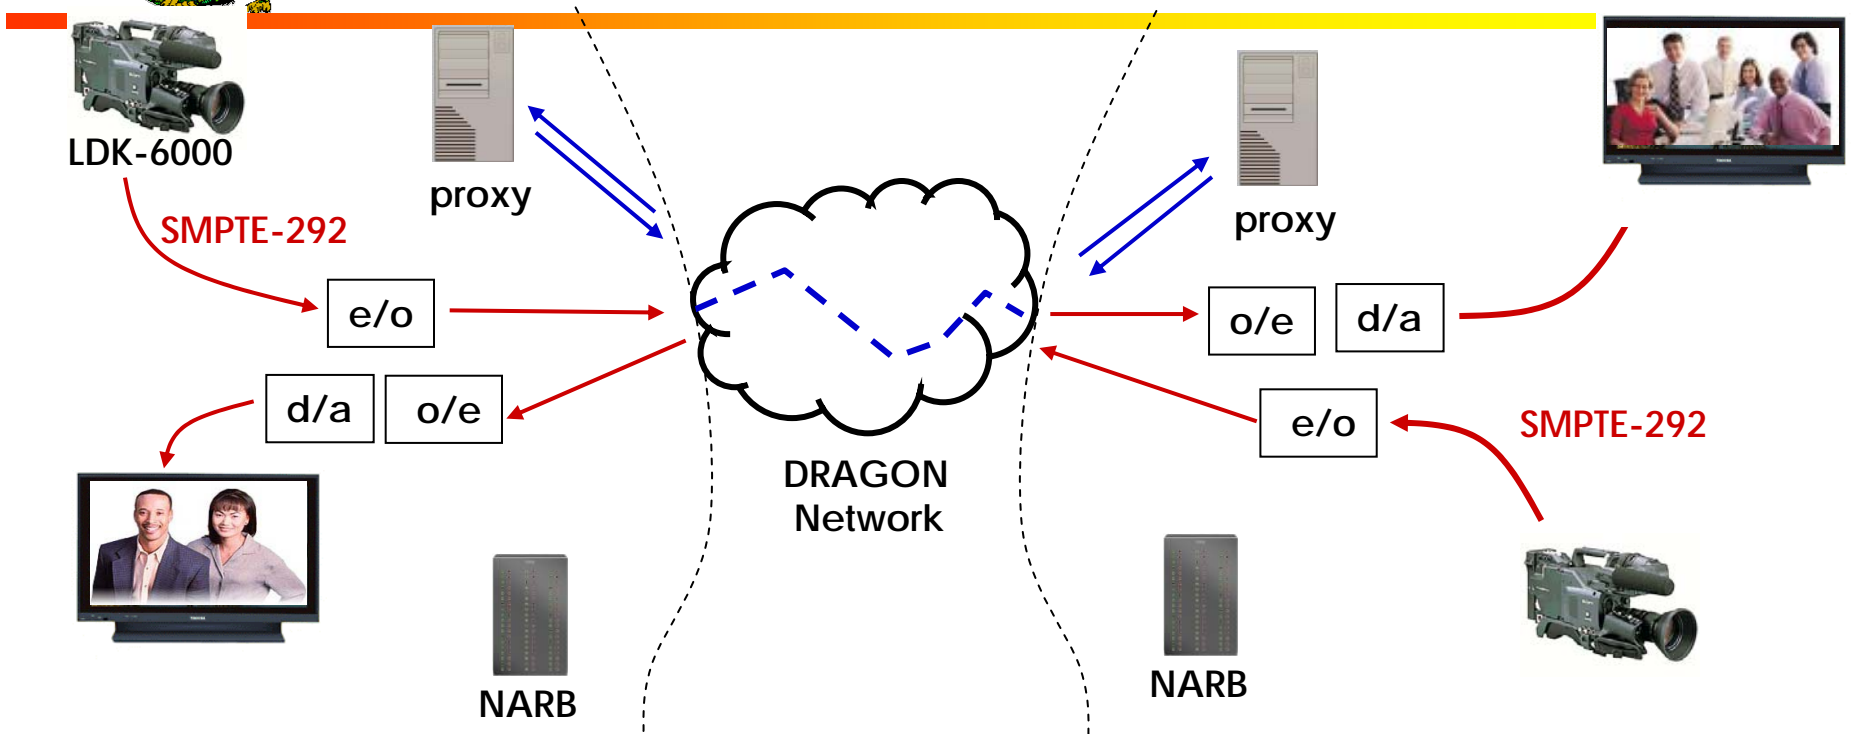 LDK-6000
proxy
SMPTE-292
e/o
d/a
o/e
DRAGON
Network
NARB
proxy
o/e
d/a
e/o
SMPTE-292
NARB